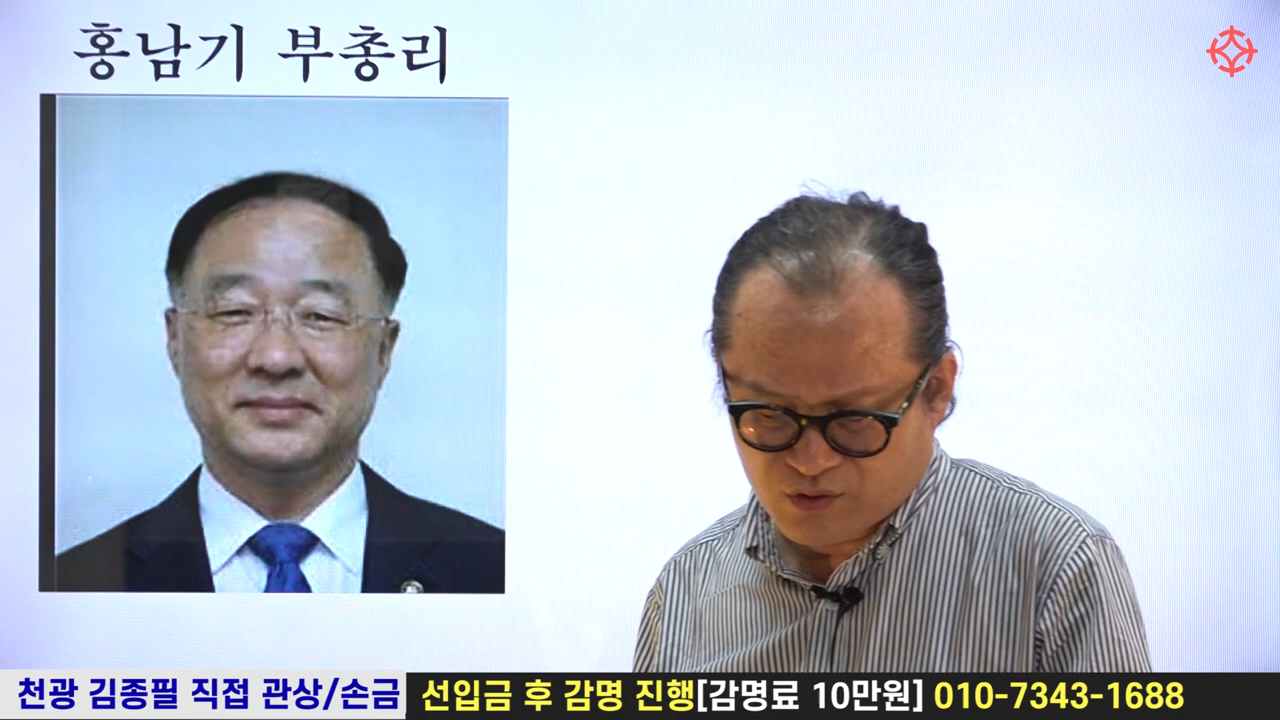 홍남기 부총리
천광 김종필 직접 관상/손금 선입금 후 감명 진행[감명료 10만원] 010-7343-1688